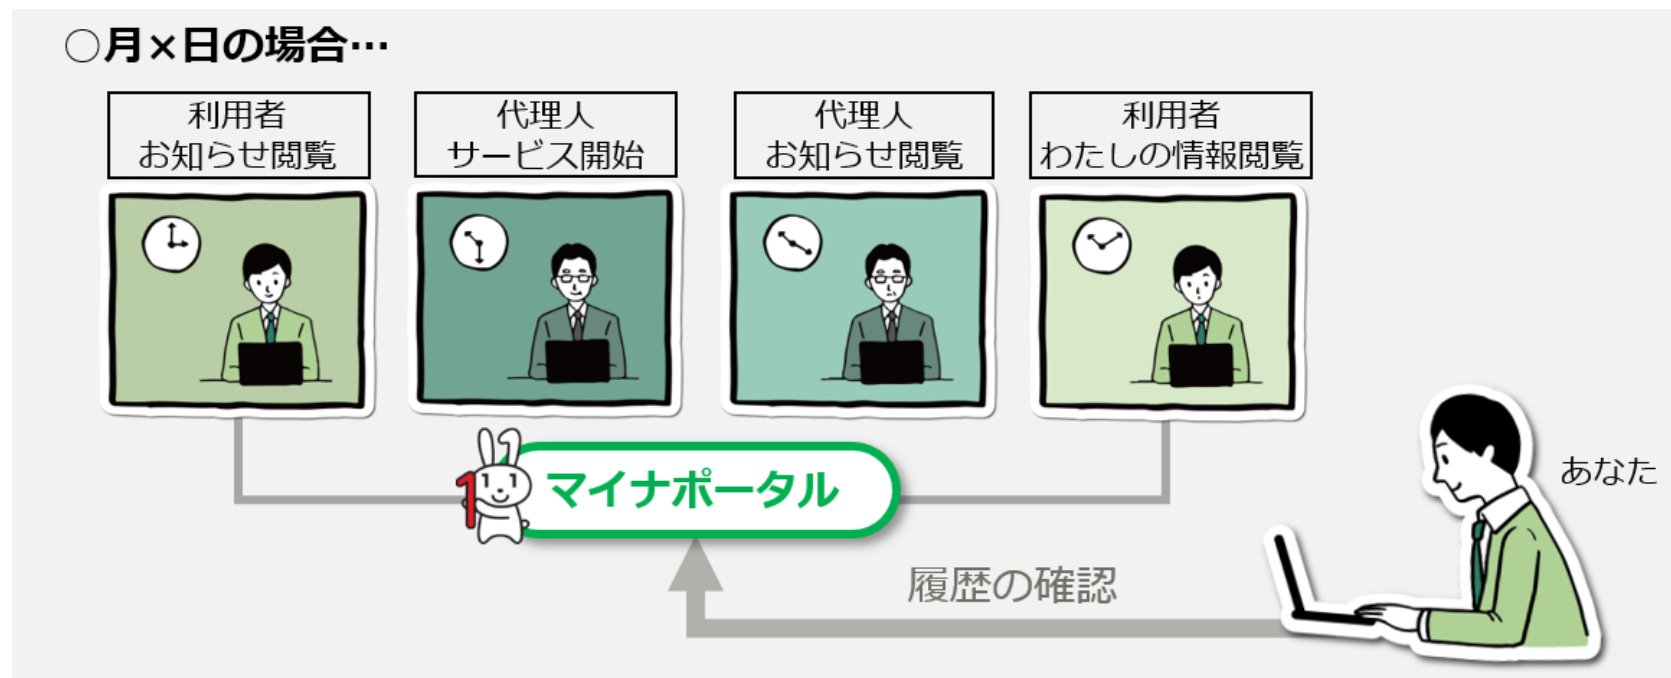 ○月×日の場合…
利用者
お知らせ閲覧
代理人
サービス開始
代理人
お知らせ閲覧
利用者
わたしの情報閲覧
1
マイナポータル
あなた
履歴の確認